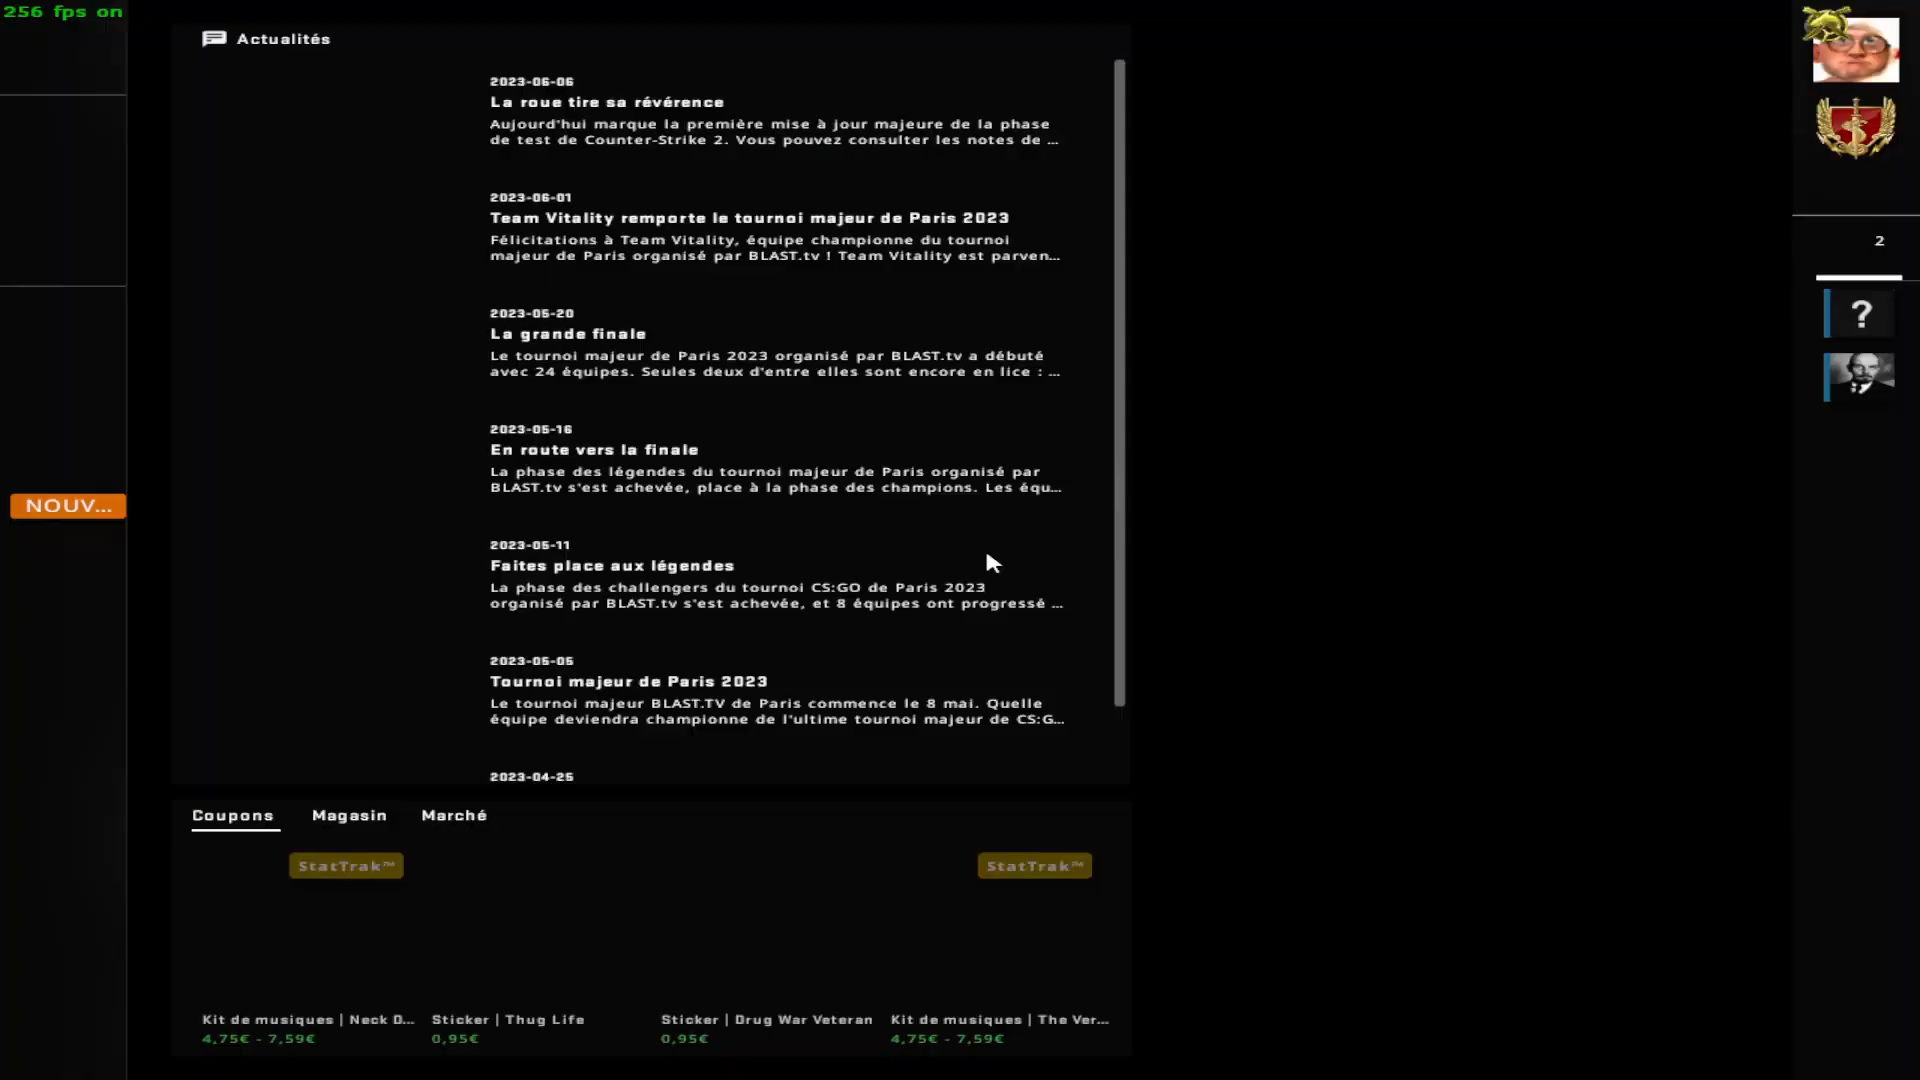 256 fps on
Actualités
2023-06-06
La roue tire sa révérence
Aujourd'hui marque la première mise à jour majeure de la phase
de test de Counter-Strike 2. Vous pouvez consulter les notes de ...
2023-06-01
Team Vitality remporte le tournoi majeur de Paris 2023
Félicitations à Team Vitality, équipe championne du tournoi
majeur de Paris organisé par BLAST.tv ! Team Vitality est parven...
2023-05-20
La grande finale
Le tournoi majeur de Paris 2023 organisé par BLAST.tv a débuté
avec 24 équipes. Seules deux d'entre elles sont encore en lice : ...
2023-05-16
En route vers la finale
La phase des légendes du tournoi majeur de Paris organisé par
BLAST.tv s'est achevée, place à la phase des champions. Les équ...
2023-05-11
Faites place aux légendes
La phase des challengers du tournoi CS:GO de Paris 2023
organisé par BLAST.tv s'est achevée, et 8 équipes ont progressé ...
2023-05-05
Tournoi majeur de Paris 2023
Le tournoi majeur BLAST.TV de Paris commence le 8 mai. Quelle
équipe deviendra championne de l'ultime tournoi majeur de CS:G...
2023-04-25
NOUV...
2
?
Coupons Magasin Marché
StatTrak™ StatTrak™
Kit de musiques | Neck D... Sticker | Thug Life Sticker | Drug War Veteran Kit de musiques | The Ver...
4,75€ - 7,59€ 0,95€ 0,95€ 4,75€ - 7,59€